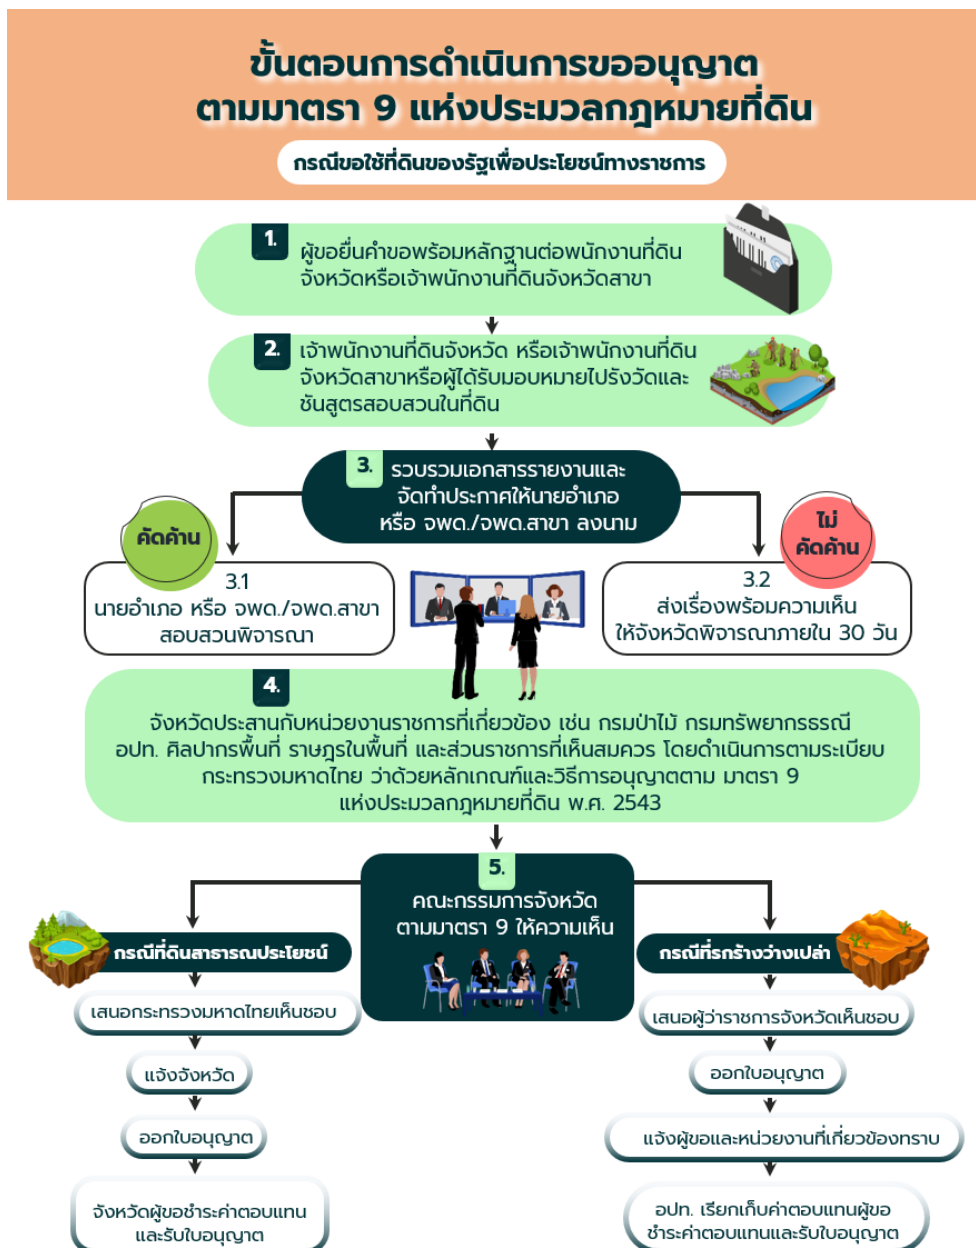 ขั้นตอนการดำเนินการขออนุญาต
ตามมาตรา 9 แห่งประมวลกฎหมายที่ดิน
กรณีขอใช้ที่ดินของรัฐเพื่อประโยชน์ทางราชการ
1.
ผู้ขอยื่นคำขอพร้อมหลักฐานต่อพนักงานที่ดิน
จังหวัดหรือเจ้าพนักงานที่ดินจังหวัดสาขา
2.
เจ้าพนักงานที่ดินจังหวัด หรือเจ้าพนักงานที่ดิน
จังหวัดสาขาหรือผู้ได้รับมอบหมายไปรังวัดและ
ชันสูตรสอบสวนในที่ดิน
3.
รวบรวมเอกสารรายงานและ
จัดทำประกาศให้นายอำเภอ
หรือ จพด./จพด.สาขา ลงนาม
คัดค้าน
3.1
นายอำเภอ หรือ จพด./จพด.สาขา
สอบสวนพิจารณา
ไม่
คัดค้าน
3.2
ส่งเรื่องพร้อมความเห็น
ให้จังหวัดพิจารณาภายใน 30 วัน
4.
จังหวัดประสานกับหน่วยงานราชการที่เกี่ยวข้อง เช่น กรมป่าไม้ กรมทรัพยากรธรณี
อปท. ศิลปากรพื้นที่ ราษฎรในพื้นที่ และส่วนราชการที่เห็นสมควร โดยดำเนินการตามระเบียบ
กระทรวงมหาดไทย ว่าด้วยหลักเกณฑ์และวิธีการอนุญาตตาม มาตรา 9
แห่งประมวลกฎหมายที่ดิน พ.ศ. 2543
5.
คณะกรรมการจังหวัด
ตามมาตรา 9 ให้ความเห็น
กรณีที่ดินสาธารณประโยชน์
เสนอกระทรวงมหาดไทยเห็นชอบ
แจ้งจังหวัด
ออกใบอนุญาต
จังหวัดผู้ขอชำระค่าตอบแทน
และรับใบอนุญาต
กรณีที่รกร้างว่างเปล่า
เสนอผู้ว่าราชการจังหวัดเห็นชอบ
ออกใบอนุญาต
แจ้งผู้ขอและหน่วยงานที่เกี่ยวข้องทราบ
อปท. เรียกเก็บค่าตอบแทนผู้ขอ
ชำระค่าตอบแทนและรับใบอนุญาต